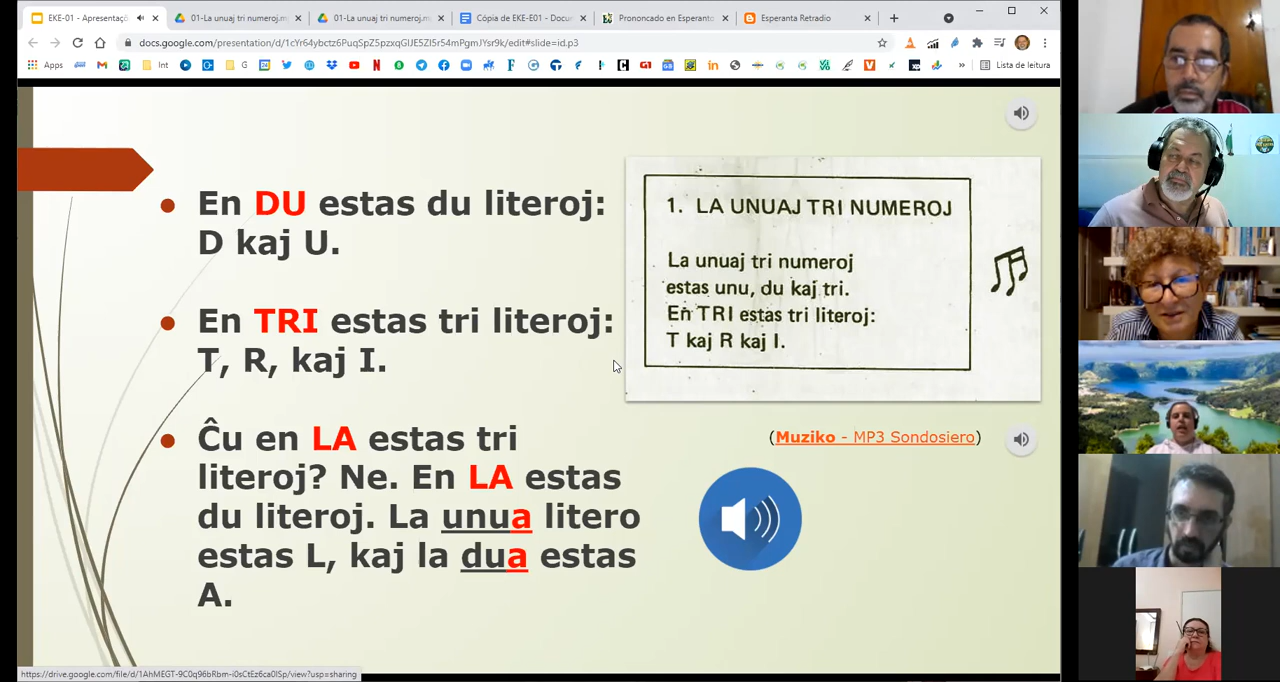 EKE-01 - Apresentaçõ
01-La unuaj tri numeroj.m
01-La unuaj tri numeroj.m
Cópia de EKE-E01 - Docum
Prononcado en Esperanto
Esperanta Retradio
docs.google.com/presentation/d/1cYr64ybctz6PuqSpZ5pzxqGlJE5Zl5r54mPgmJYsr9k/edit#slide=id.p3
Apps
Int
G
Lista de leitura
En DU estas du literoj:
D kaj U.
En TRI estas tri literoj:
T, R, kaj I.
Ĉu en LA estas tri
literoj? Ne. En LA estas
du literoj. La unua litero
estas L, kaj la dua estas
A.
1. LA UNUAJ TRI NUMEROJ
La unuaj tri numeroj
estas unu, du kaj tri.
En TRI estas tri literoj:
T kaj R kaj I.
(Muziko - MP3 Sondosiero)
https://drive.google.com/file/d/1AhMEGT-9C0q96bRbm-i0sCtEz6ca0ISp/view?usp=sharing